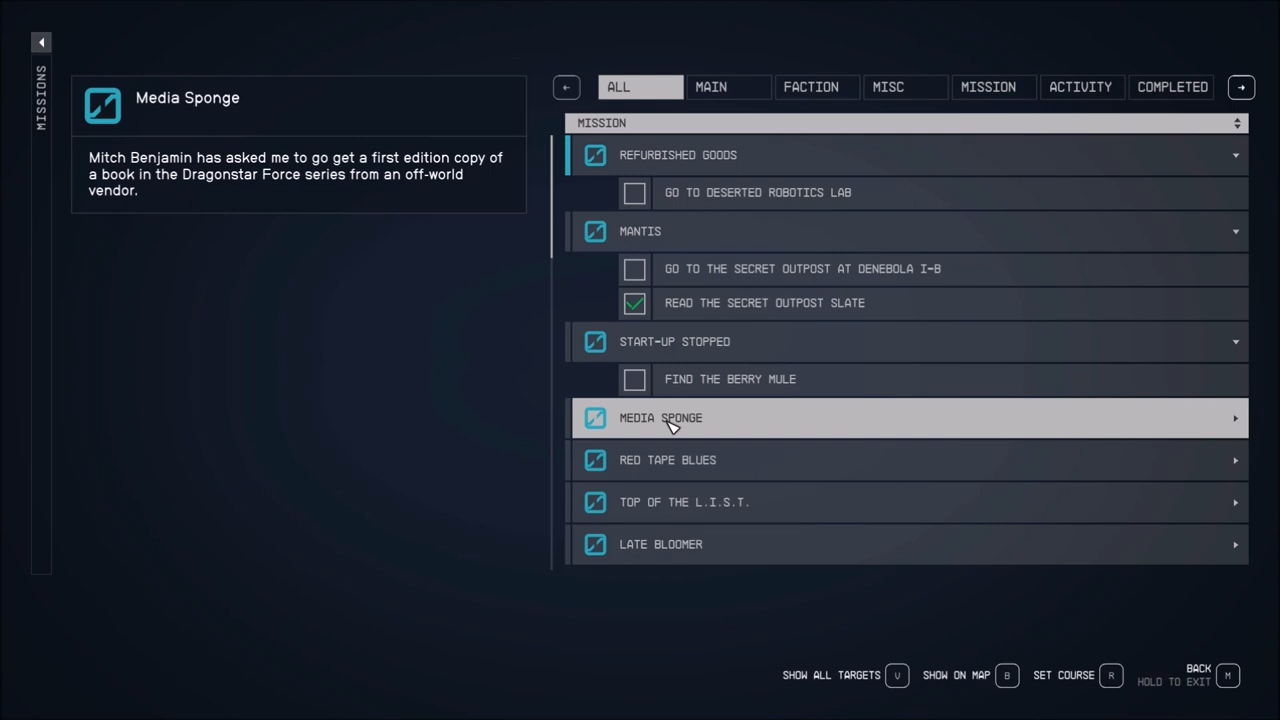 MISSIONS
Media Sponge
Mitch Benjamin has asked me to go get a first edition copy of
a book in the Dragonstar Force series from an off-world
vendor.
ALL MAIN FACTION MISC MISSION ACTIVITY COMPLETED
MISSION
REFURBISHED GOODS
GO TO DESERTED ROBOTICS LAB
MANTIS
GO TO THE SECRET OUTPOST AT DENEBOLA I-B
READ THE SECRET OUTPOST SLATE
START-UP STOPPED
FIND THE BERRY MULE
MEDIA SPONGE
RED TAPE BLUES
TOP OF THE L.I.S.T.
LATE BLOOMER
SHOW ALL TARGETS V SHOW ON MAP B SET COURSE R BACK M
HOLD TO EXIT